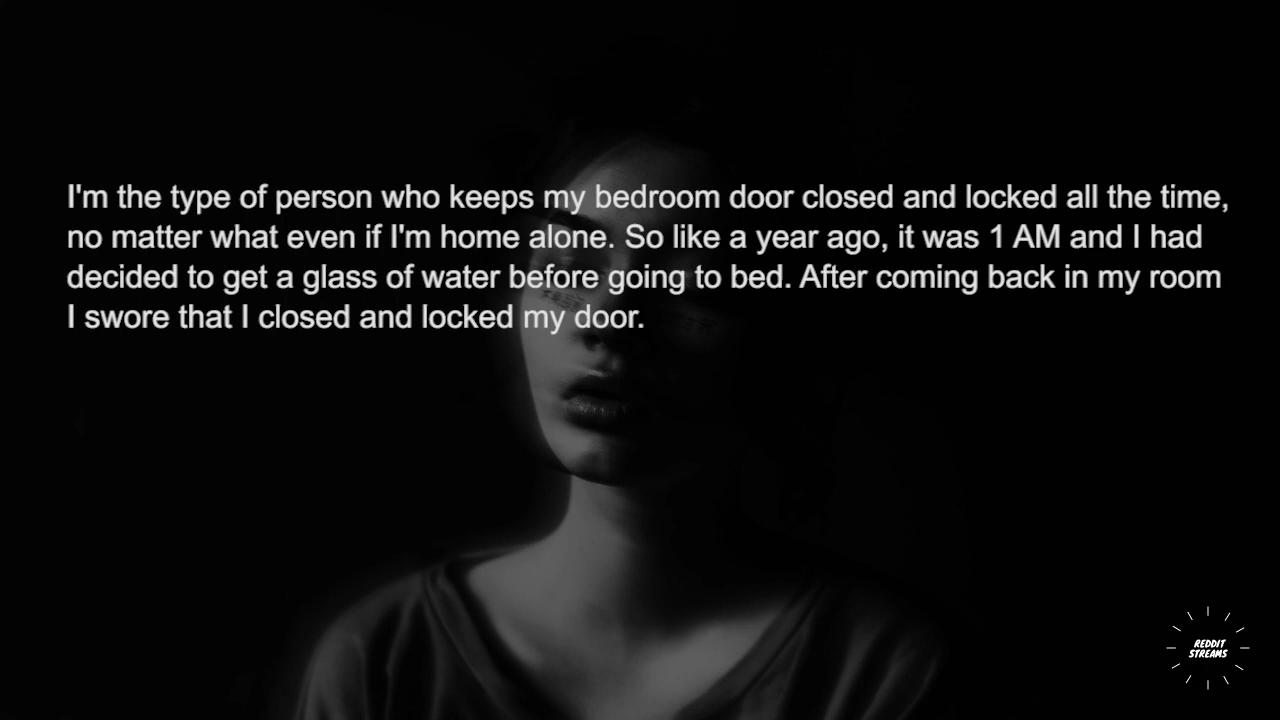 I'm the type of person who keeps my bedroom door closed and locked all the time,
no matter what even if I'm home alone. So like a year ago, it was 1 AM and I had
decided to get a glass of water before going to bed. After coming back in my room
I swore that I closed and locked my door.
REDDIT
STREAMS